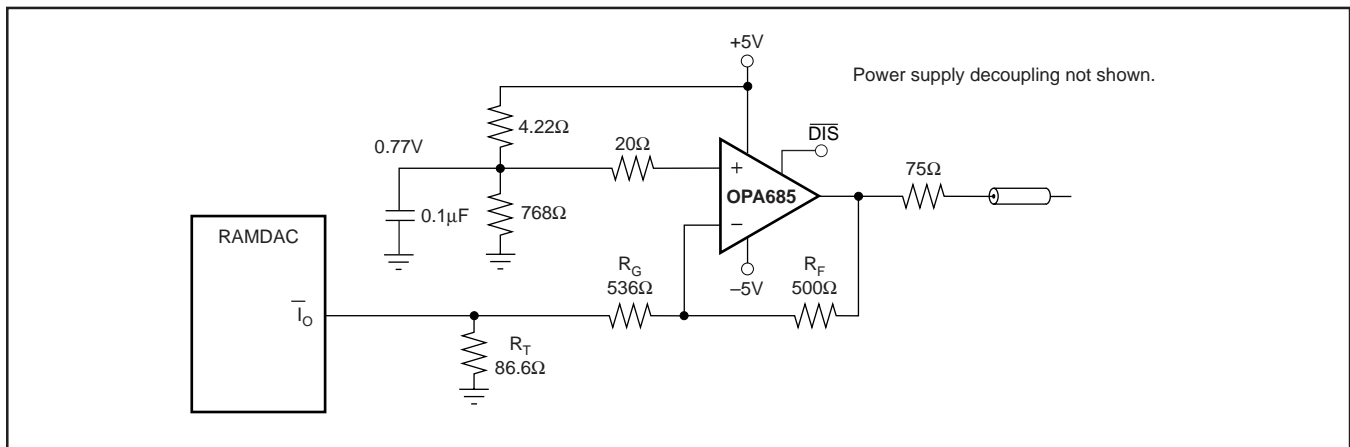 +5V
Power supply decoupling not shown.
4.22Ω
DIS
0.77V
20Ω
75Ω
+
OPA685
0.1µF
768Ω
–
RAMDAC
RG
536Ω
–5V
RF
500Ω
IO
RT
86.6Ω